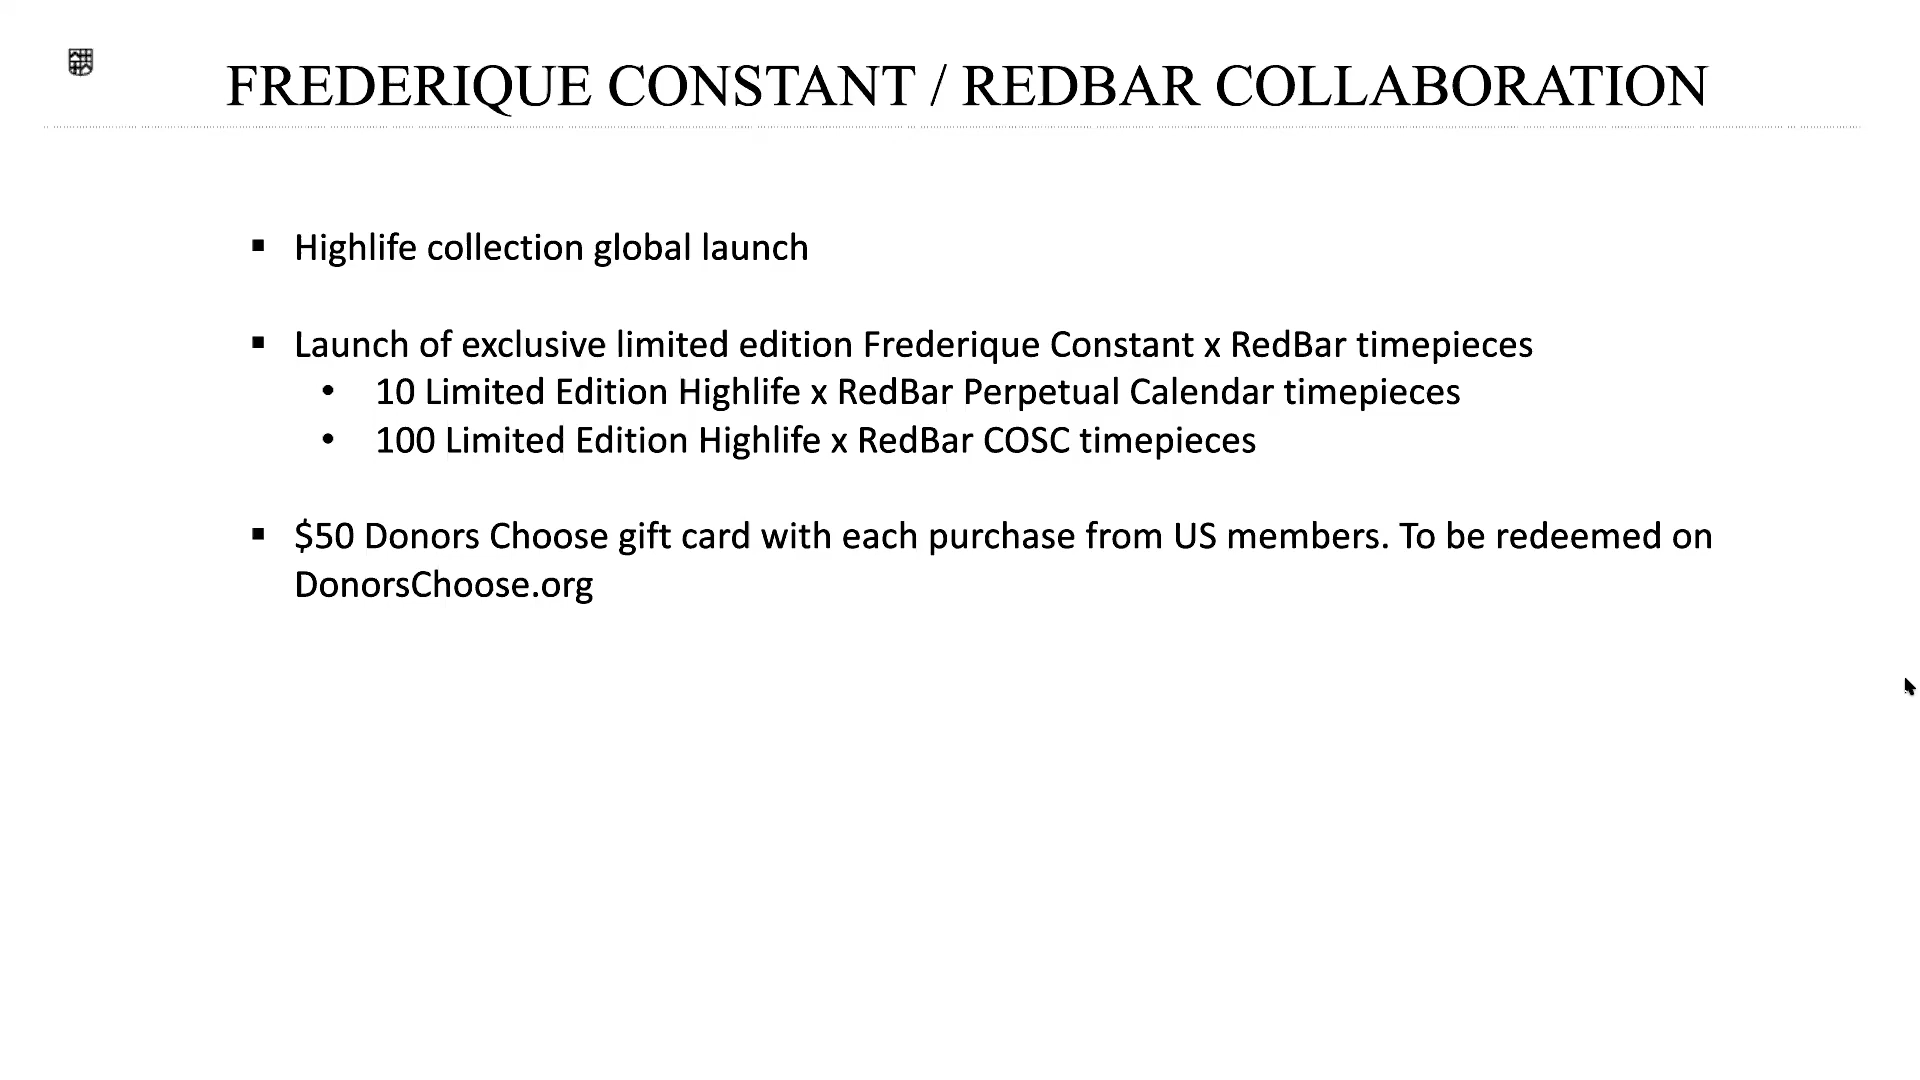 FREDERIQUE CONSTANT / REDBAR COLLABORATION
▪ Highlife collection global launch
▪ Launch of exclusive limited edition Frederique Constant x RedBar timepieces
• 10 Limited Edition Highlife x RedBar Perpetual Calendar timepieces
• 100 Limited Edition Highlife x RedBar COSC timepieces
▪ $50 Donors Choose gift card with each purchase from US members. To be redeemed on
DonorsChoose.org